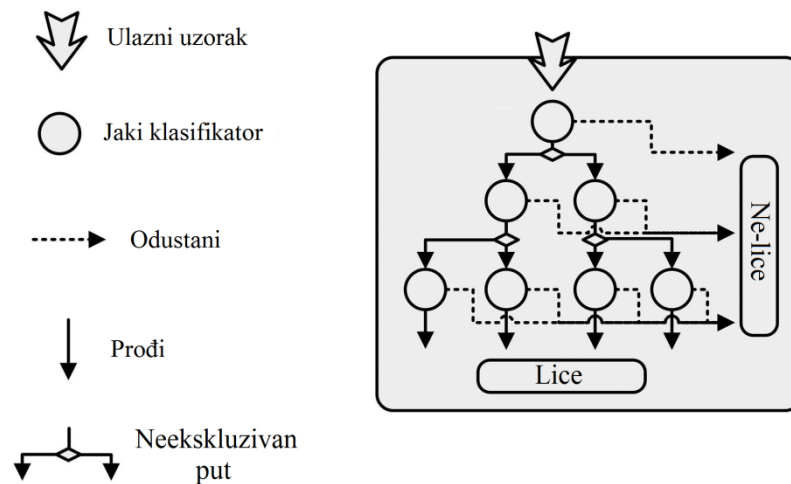 Ulazni uzorak
Jaki klasifikator
Odustani
Prođi
Neekskluzivan
put
Ne-lice
Lice